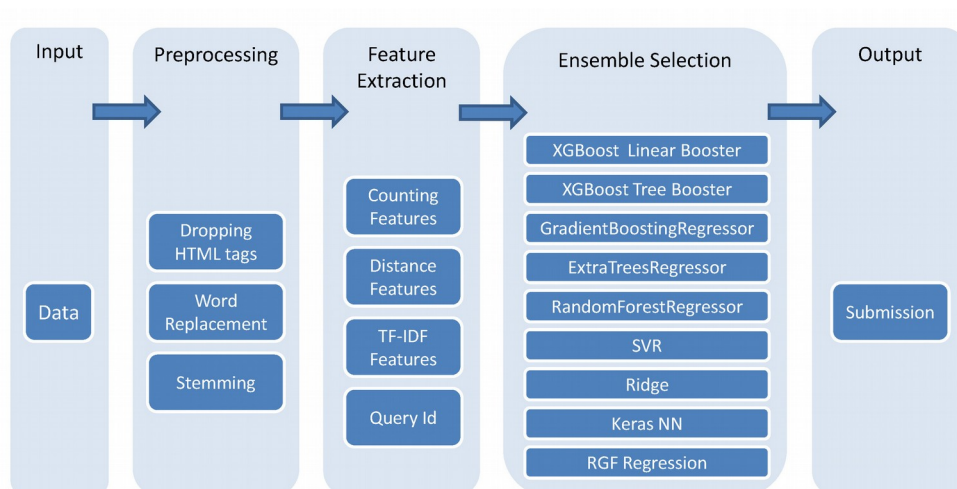 Input
Data
Preprocessing
Dropping
HTML tags
Word
Replacement
Stemming
Feature
Extraction
Counting
Features
Distance
Features
TF-IDF
Features
Query Id
Ensemble Selection
XGBoost Linear Booster
XGBoost Tree Booster
GradientBoostingRegressor
ExtraTreesRegressor
RandomForestRegressor
SVR
Ridge
Keras NN
RGF Regression
Output
Submission